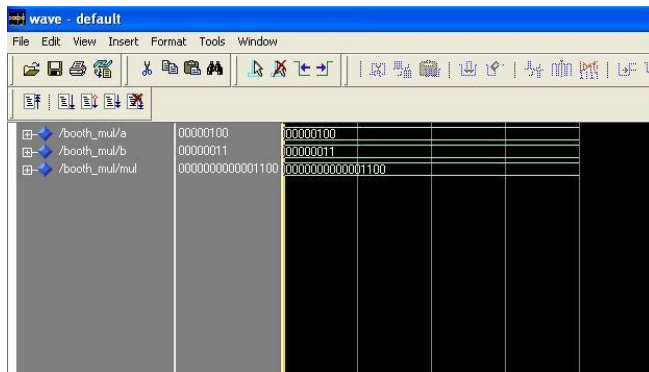 wave - default
File Edit View Insert Format Tools Window
/booth_mul/a 00000100 00000100
/booth_mul/b 00000011 00000011
/booth_mul/mul 0000000000001100 0000000000001100